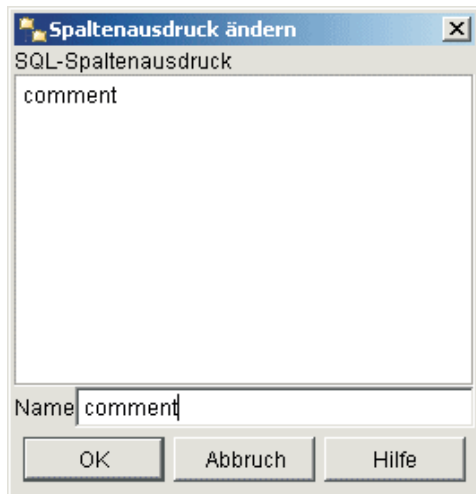 Spaltenausdruck ändern
SQL-Spaltenausdruck
comment
Name comment
OK Abbruch Hilfe